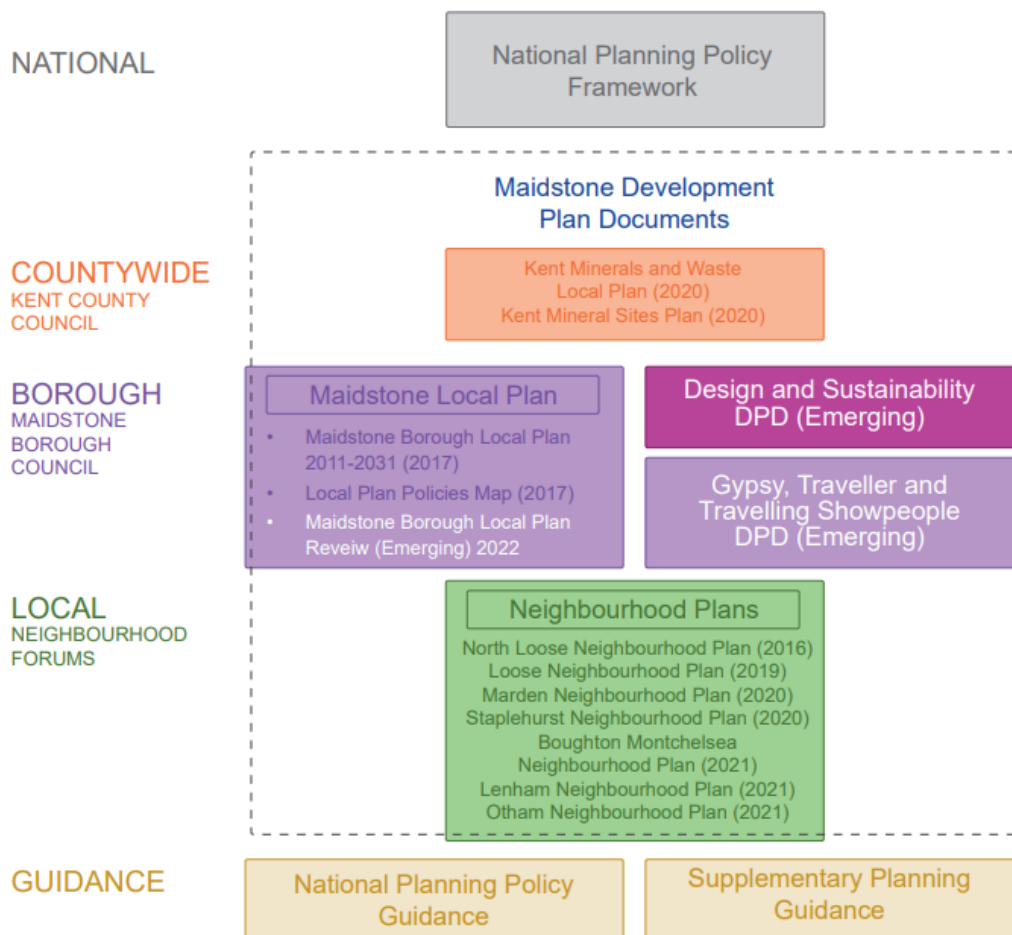 NATIONAL
National Planning Policy
Framework
Maidstone Development
Plan Documents
COUNTYWIDE
KENT COUNTY
COUNCIL
Kent Minerals and Waste
Local Plan (2020)
Kent Mineral Sites Plan (2020)
BOROUGH
MAIDSTONE
BOROUGH
COUNCIL
Maidstone Local Plan
• Maidstone Borough Local Plan
2011-2031 (2017)
• Local Plan Policies Map (2017)
• Maidstone Borough Local Plan
Reveiw (Emerging) 2022
Design and Sustainability
DPD (Emerging)
Gypsy, Traveller and
Travelling Showpeople
DPD (Emerging)
LOCAL
NEIGHBOURHOOD
FORUMS
Neighbourhood Plans
North Loose Neighbourhood Plan (2016)
Loose Neighbourhood Plan (2019)
Marden Neighbourhood Plan (2020)
Staplehurst Neighbourhood Plan (2020)
Boughton Montchelsea
Neighbourhood Plan (2021)
Lenham Neighbourhood Plan (2021)
Otham Neighbourhood Plan (2021)
GUIDANCE
National Planning Policy
Guidance
Supplementary Planning
Guidance